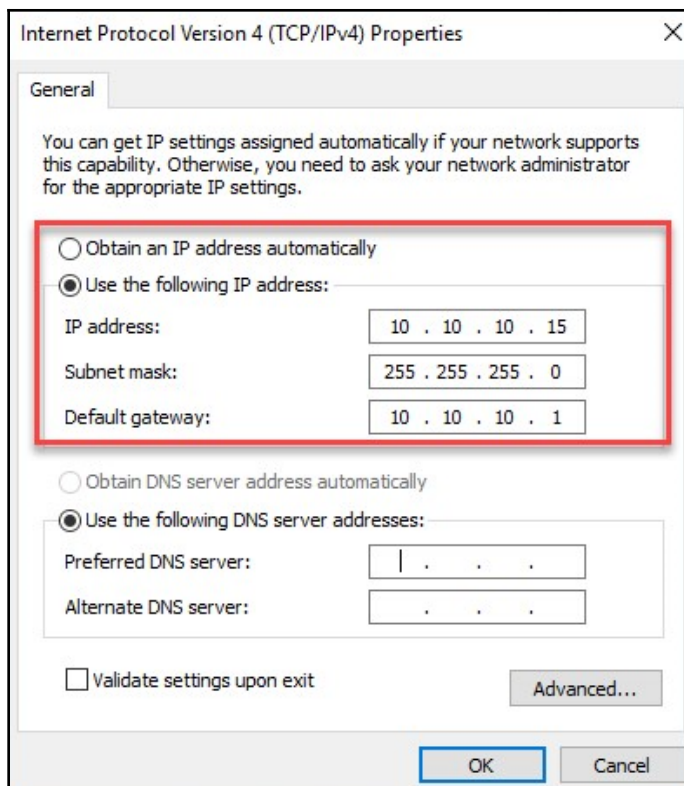 Internet Protocol Version 4 (TCP/IPv4) Properties
General
You can get IP settings assigned automatically if your network supports
this capability. Otherwise, you need to ask your network administrator
for the appropriate IP settings.
Obtain an IP address automatically
Use the following IP address:
IP address: 10 . 10 . 10 . 15
Subnet mask: 255 . 255 . 255 . 0
Default gateway: 10 . 10 . 10 . 1
Obtain DNS server address automatically
Use the following DNS server addresses:
Preferred DNS server: . . .
Alternate DNS server: . . .
Validate settings upon exit
Advanced...
OK Cancel